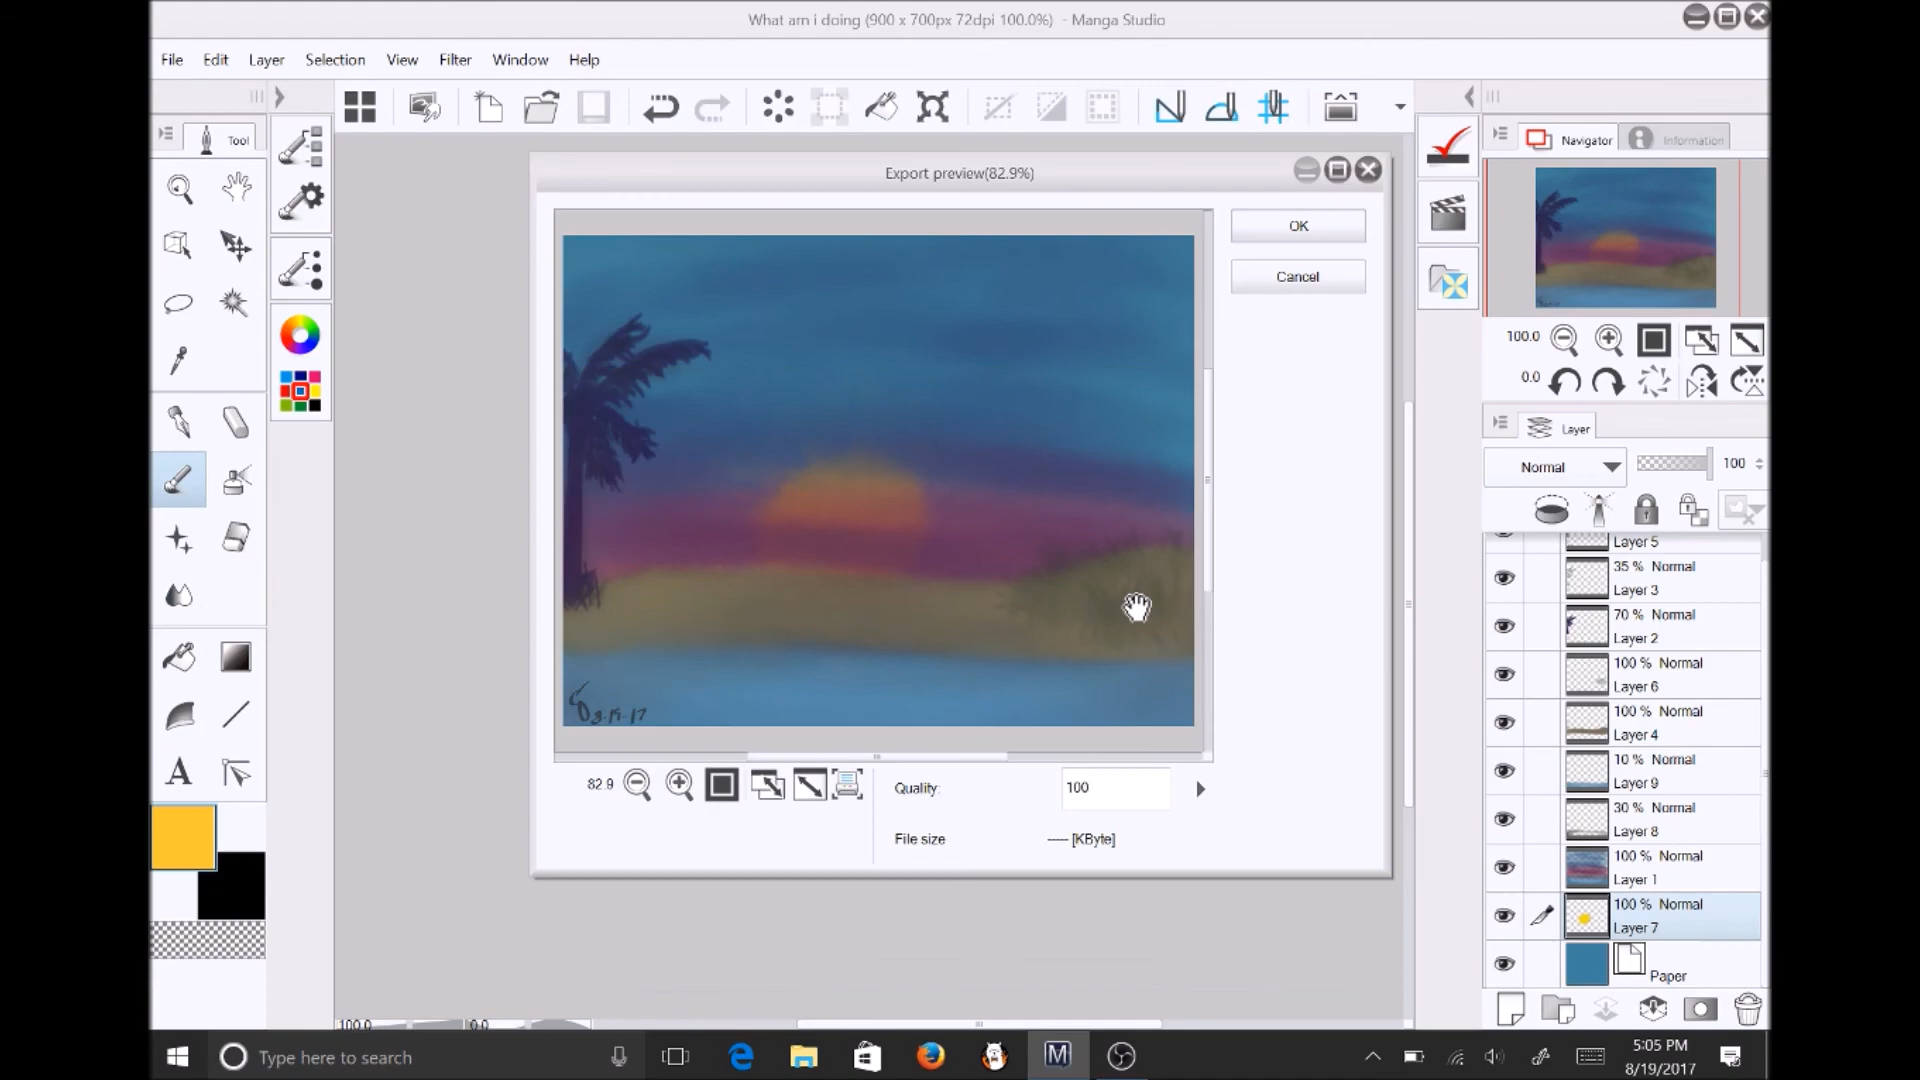 What am i doing (900 x 700px 72dpi 100.0%) - Manga Studio
File Edit Layer Selection View Filter Window Help
Tool
Navigator
Information
Export preview(82.9%)
OK
Cancel
100.0
0.0
Layer
Normal
100
Layer 5
35 % Normal
Layer 3
70 % Normal
Layer 2
100 % Normal
Layer 6
100 % Normal
Layer 4
10 % Normal
Layer 9
30 % Normal
Layer 8
100 % Normal
Layer 1
100 % Normal
Layer 7
Paper
82.9
Quality:
100
File size
---- [KByte]
100.0
0.0
Type here to search
5:05 PM
8/19/2017